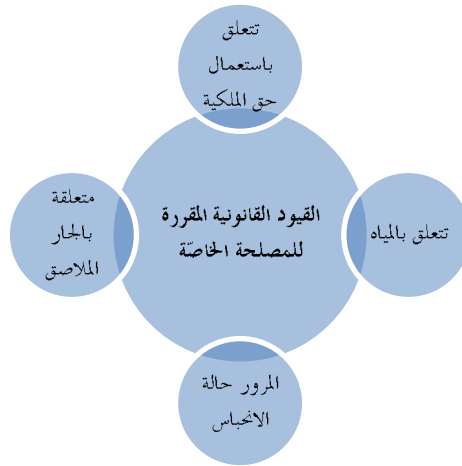 تتعلق
باستعمال
حق الملكية
القيود القانونية المقررة
للمصلحة الخاصّة
تتعلق بالمياه
متعلقة
بالجار
الملاصق
المرور حالة
الانحباس